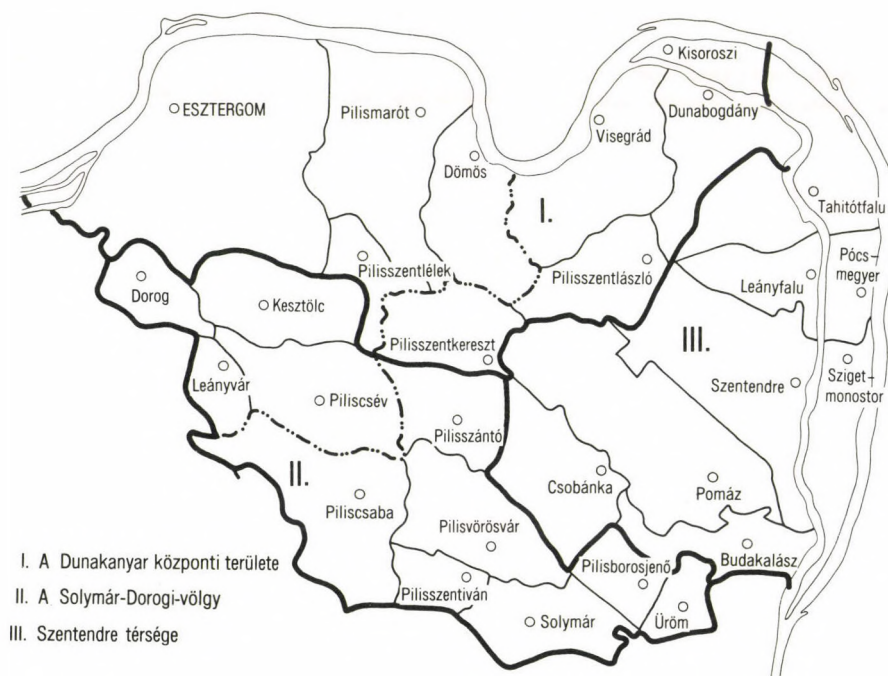 Kisoroszi
ESZTERGOM
Pilismarót
Visegrád
Dunabogdány
Dömös
I.
Tahitótfalu
Pilisszentlélek
Pilisszentlászló
Leányfalu
Pócs-
megyer
Dorog
Kesztölc
III.
Pilisszentkereszt
Szentendre
Sziget-
monostor
Leányvár
Piliscsév
Pilisszántó
II.
Csobánka
Pomáz
Piliscsaba
Pilisvörösvár
Pilisborosjenő
Budakalász
Pilisszentiván
Solymár
Üröm
I. A Dunakanyar központi területe
II. A Solymár-Dorogi-völgy
III. Szentendre térsége